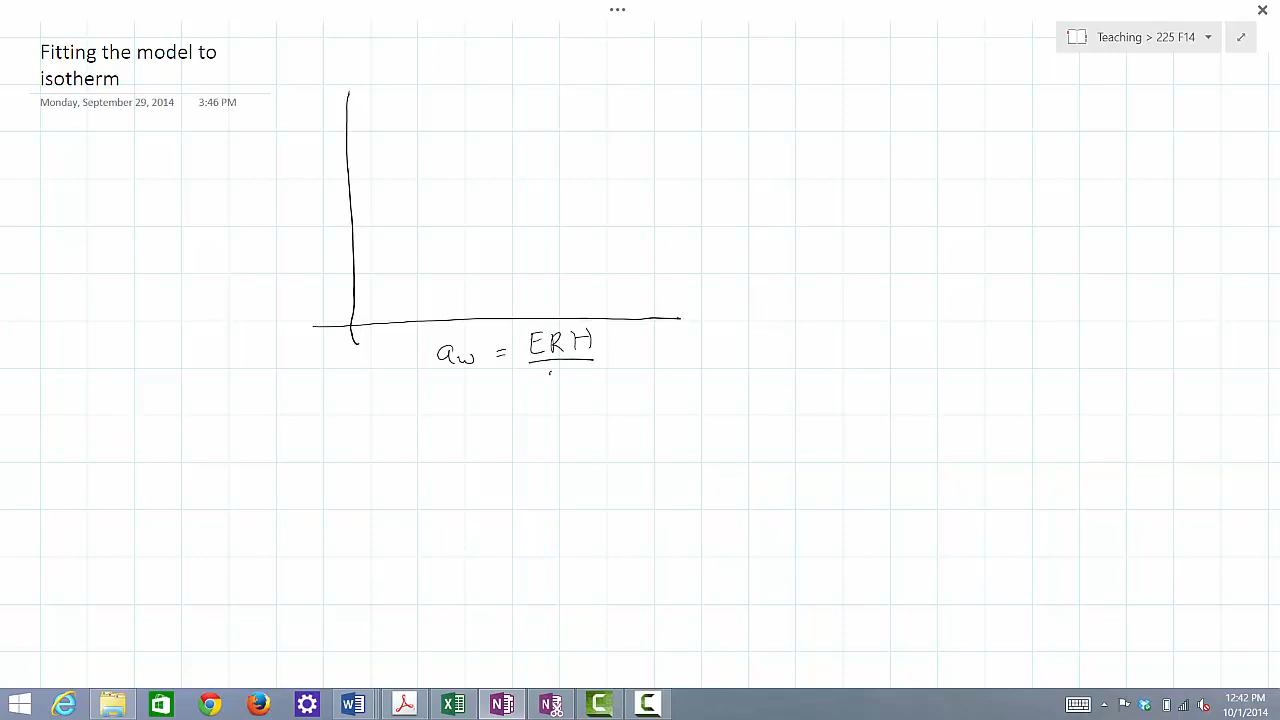 Teaching > 225 F14
Fitting the model to
isotherm
Monday, September 29, 2014 3:46 PM
aw = ERH
12:42 PM
10/1/2014